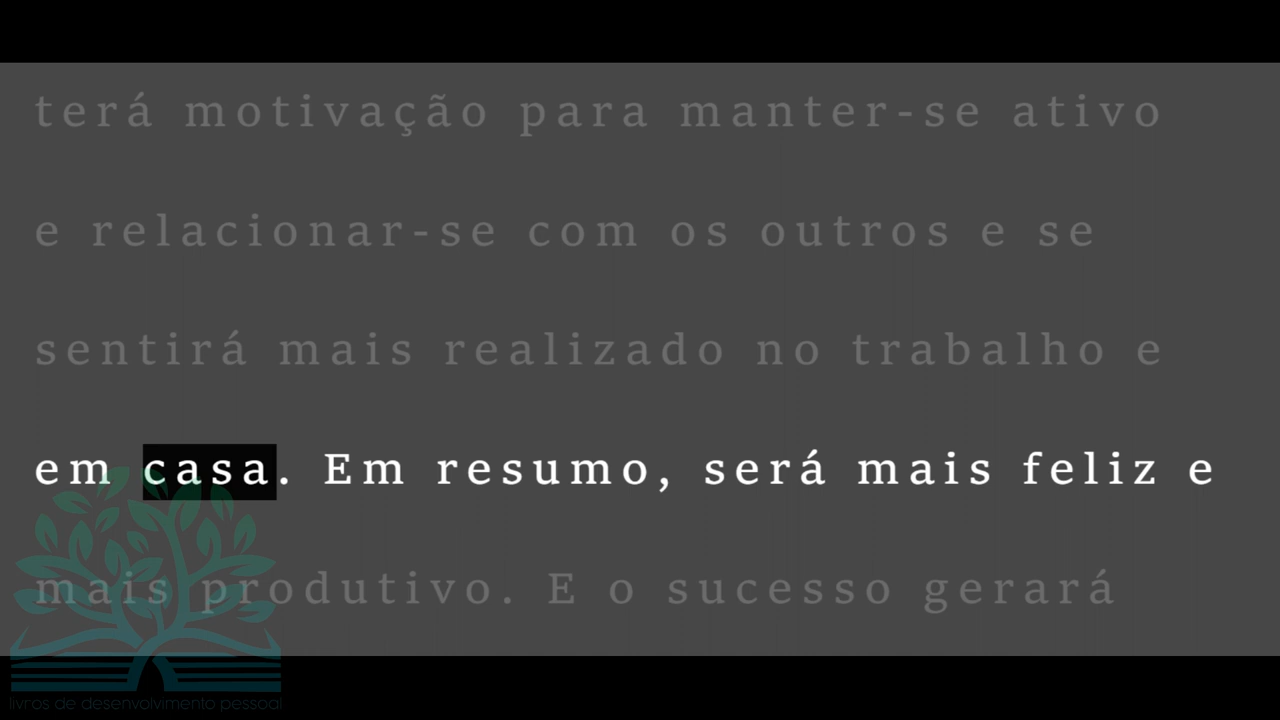 terá motivação para manter-se ativo
e relacionar-se com os outros e se
sentirá mais realizado no trabalho e
em casa. Em resumo, será mais feliz e
mais produtivo. E o sucesso gerará
livros de desenvolvimento pessoal